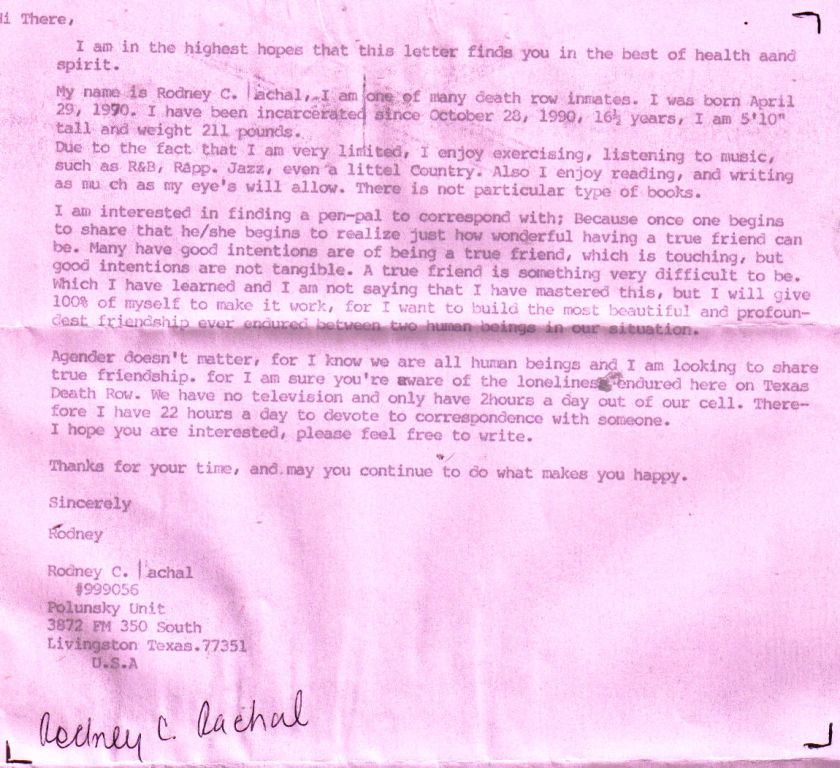 Hi There,
I am in the highest hopes that this letter finds you in the best of health aand
spirit.
My name is Rodney C. achal, I am one of many death row inmates. I was born April
29, 1970. I have been incarcerated since October 28, 1990, 16½ years, I am 5'10"
tall and weight 211 pounds.
Due to the fact that I am very limited, I enjoy exercising, listening to music,
such as R&B, Rapp. Jazz, even a littel Country. Also I enjoy reading, and writing
as mu ch as my eye's will allow. There is not particular type of books.
I am interested in finding a pen-pal to correspond with; Because once one begins
to share that he/she begins to realize just how wonderful having a true friend can
be. Many have good intentions are of being a true friend, which is touching, but
good intentions are not tangible. A true friend is something very difficult to be.
Which I have learned and I am not saying that I have mastered this, but I will give
100% of myself to make it work, for I want to build the most beautiful and profoun-
dest friendship ever endured between two human beings in our situation.
Agender doesn't matter, for I know we are all human beings and I am looking to share
true friendship. for I am sure you're aware of the loneliness endured here on Texas
Death Row. We have no television and only have 2hours a day out of our cell. There-
fore I have 22 hours a day to devote to correspondence with someone.
I hope you are interested, please feel free to write.
Thanks for your time, and may you continue to do what makes you happy.
Sincerely
Rodney
Rodney C. achal
#999056
Polunsky Unit
3872 FM 350 South
Livingston Texas.77351
U.S.A
Rodney C. Rachal